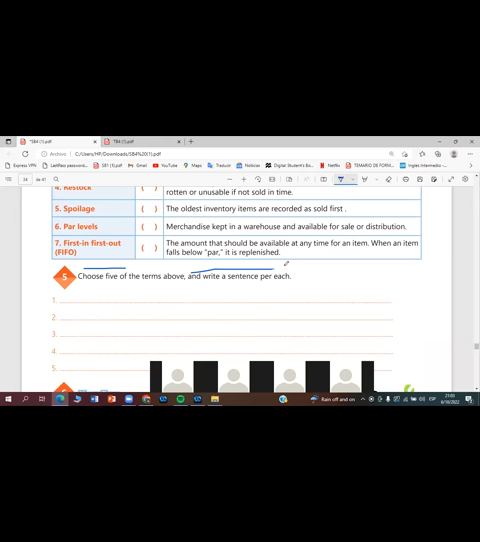 *SB4 (1).pdf
TB4 (1).pdf
Archivo
C:/Users/HP/Downloads/SB4%20(1).pdf
Express VPN
LastPass password...
SB1 (1).pdf
Gmail
YouTube
Maps
Traducir
Noticias
Digital Student's Bo...
Netflix
TEMARIO DE FORM...
Ingles Intermedio -...
24 de 41
4. Restock ( ) rotten or unusable if not sold in time.
5. Spoilage ( ) The oldest inventory items are recorded as sold first .
6. Par levels ( ) Merchandise kept in a warehouse and available for sale or distribution.
7. First-in first-out ( ) The amount that should be available at any time for an item. When an item
(FIFO) falls below "par," it is replenished.
5 Choose five of the terms above, and write a sentence per each.
1.
2.
3.
4.
5.
Rain off and on
ESP
21:05
6/10/2022